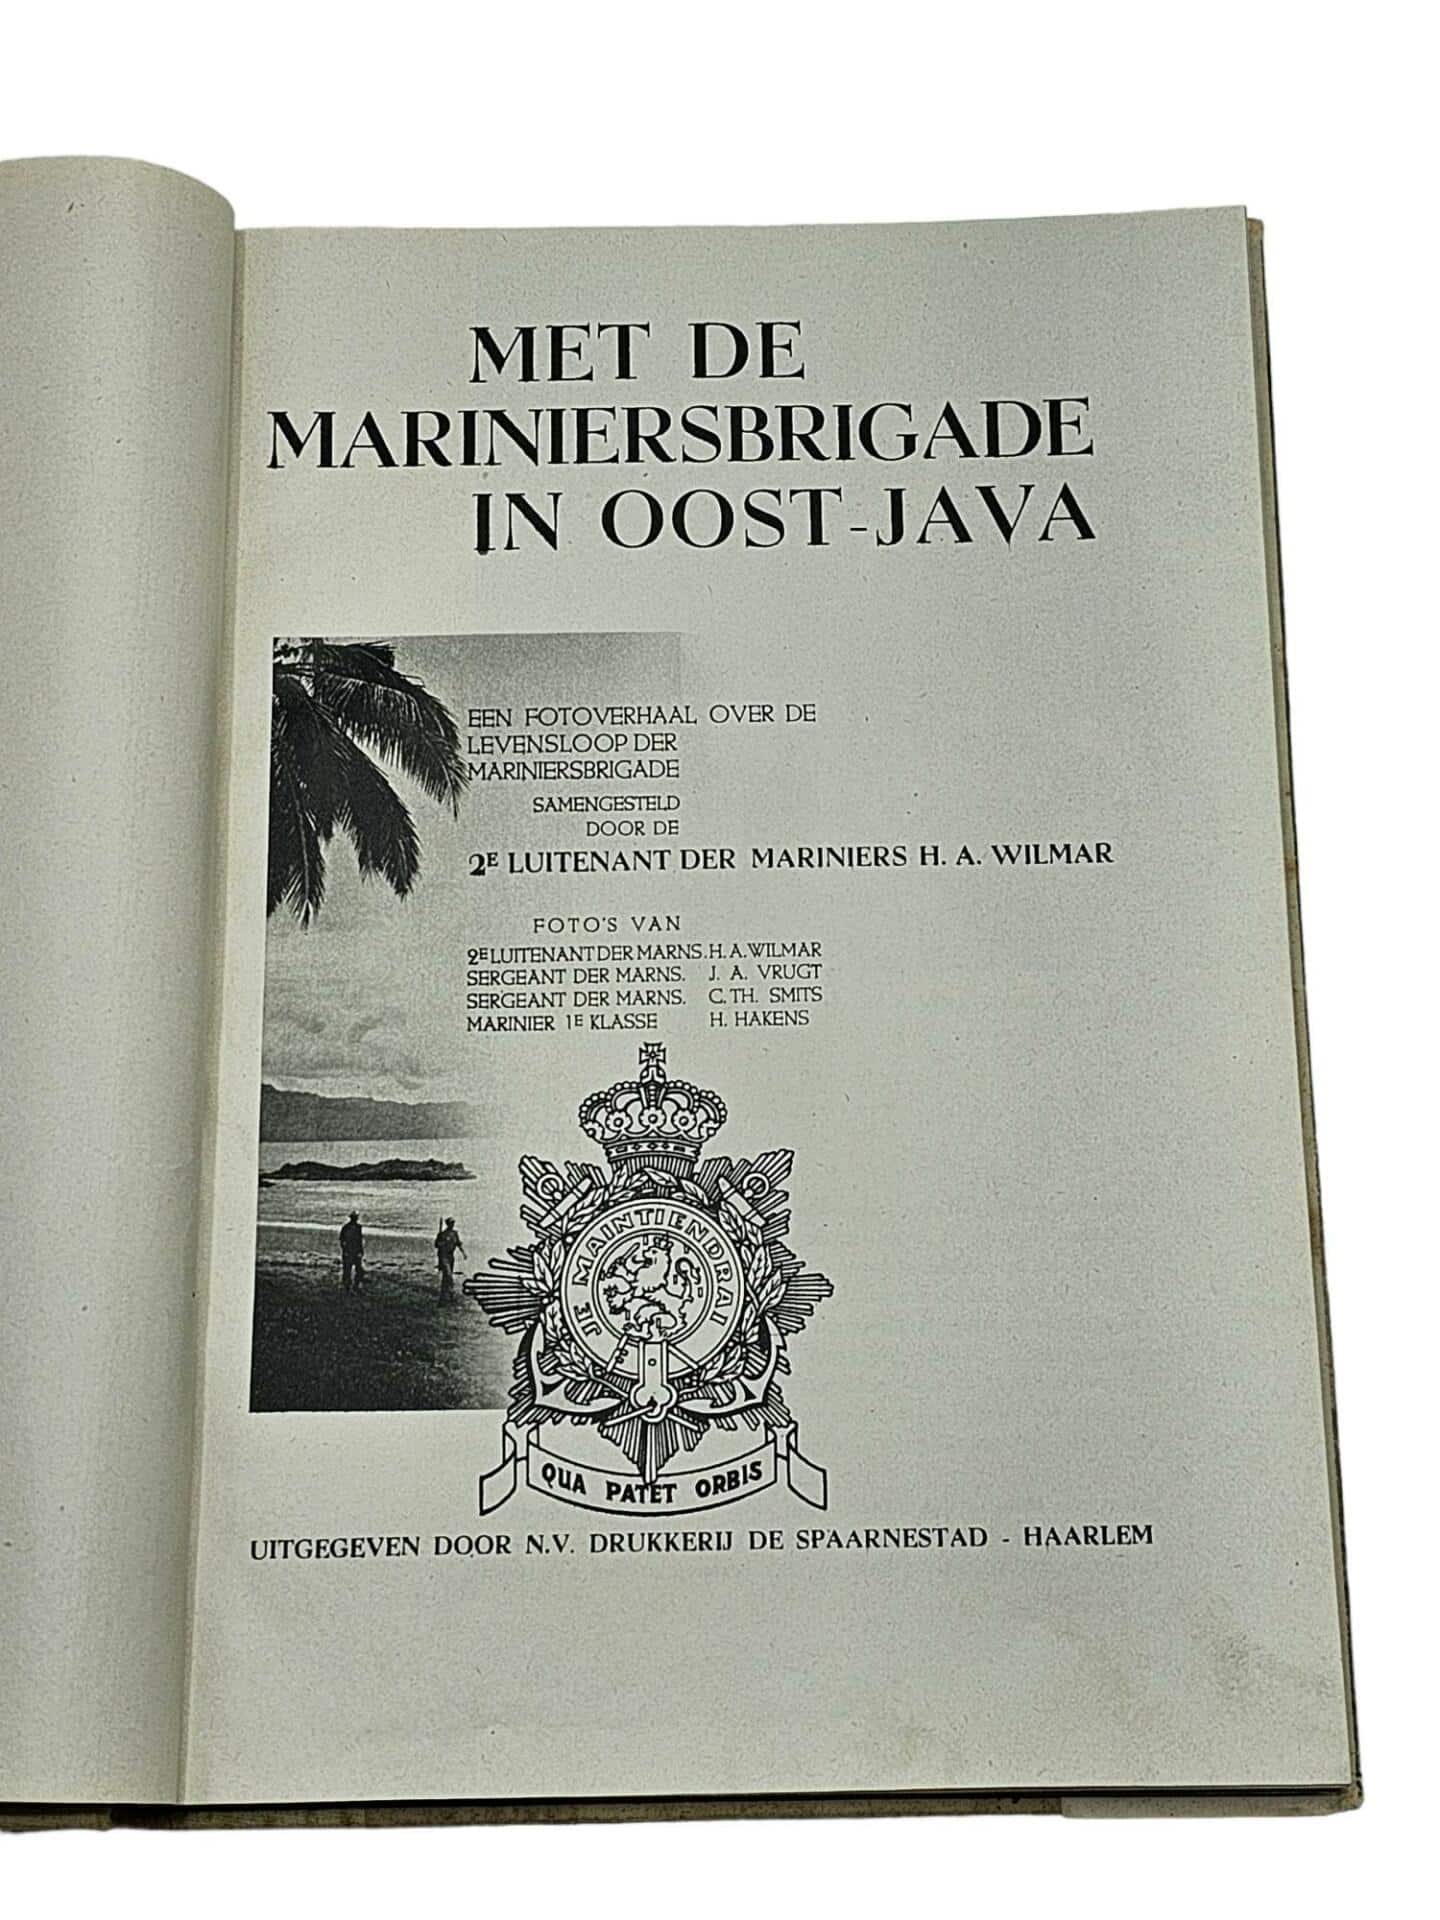 MET DE
MARINIERSBRIGADE
IN OOST-JAVA
EEN FOTOVERHAAL OVER DE
LEVENSLOOP DER
MARINIERSBRIGADE
SAMENGESTELD
DOOR DE
2E LUITENANT DER MARINIERS H. A. WILMAR
FOTO'S VAN
2E LUITENANT DER MARNS. H. A. WILMAR
SERGEANT DER MARNS. J. A. VRUGT
SERGEANT DER MARNS. C. TH. SMITS
MARINIER 1E KLASSE H. HAKENS
JE MAINTIENDRAI
QUA PATET ORBIS
UITGEGEVEN DOOR N.V. DRUKKERIJ DE SPAARNESTAD - HAARLEM